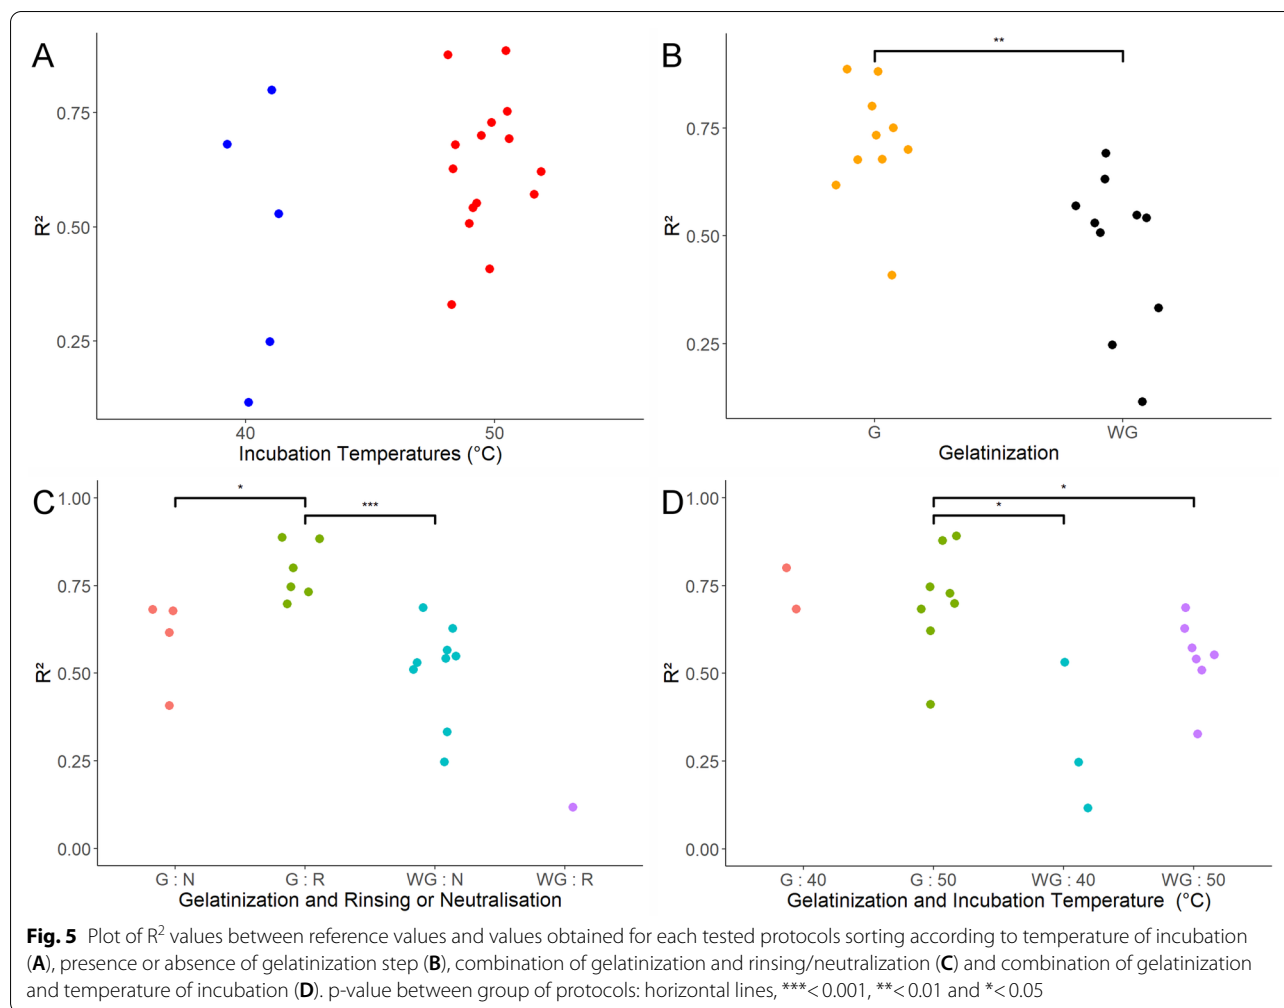 A
0.75
0.50
0.25
R²
40
50
Incubation Temperatures (°C)
B
**
0.75
0.50
0.25
R²
G
WG
Gelatinization
C
*
***
1.00
0.75
0.50
0.25
0.00
R²
G : N
G : R
WG : N
WG : R
Gelatinization and Rinsing or Neutralisation
D
*
*
1.00
0.75
0.50
0.25
0.00
R²
G : 40
G : 50
WG : 40
WG : 50
Gelatinization and Incubation Temperature (°C)
Fig. 5 Plot of R² values between reference values and values obtained for each tested protocols sorting according to temperature of incubation
(A), presence or absence of gelatinization step (B), combination of gelatinization and rinsing/neutralization (C) and combination of gelatinization
and temperature of incubation (D). p-value between group of protocols: horizontal lines, ***< 0.001, **< 0.01 and *< 0.05